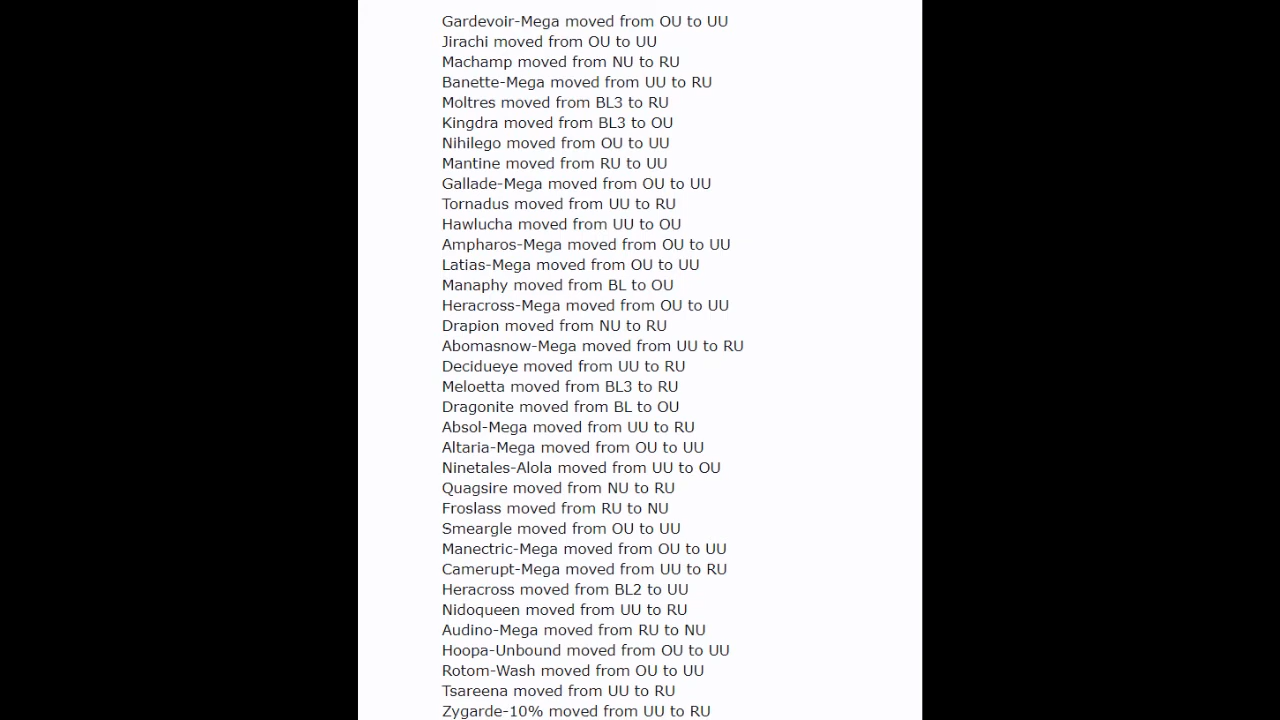 Gardevoir-Mega moved from OU to UU
Jirachi moved from OU to UU
Machamp moved from NU to RU
Banette-Mega moved from UU to RU
Moltres moved from BL3 to RU
Kingdra moved from BL3 to OU
Nihilego moved from OU to UU
Mantine moved from RU to UU
Gallade-Mega moved from OU to UU
Tornadus moved from UU to RU
Hawlucha moved from UU to OU
Ampharos-Mega moved from OU to UU
Latias-Mega moved from OU to UU
Manaphy moved from BL to OU
Heracross-Mega moved from OU to UU
Drapion moved from NU to RU
Abomasnow-Mega moved from UU to RU
Decidueye moved from UU to RU
Meloetta moved from BL3 to RU
Dragonite moved from BL to OU
Absol-Mega moved from UU to RU
Altaria-Mega moved from OU to UU
Ninetales-Alola moved from UU to OU
Quagsire moved from NU to RU
Froslass moved from RU to NU
Smeargle moved from OU to UU
Manectric-Mega moved from OU to UU
Camerupt-Mega moved from UU to RU
Heracross moved from BL2 to UU
Nidoqueen moved from UU to RU
Audino-Mega moved from RU to NU
Hoopa-Unbound moved from OU to UU
Rotom-Wash moved from OU to UU
Tsareena moved from UU to RU
Zygarde-10% moved from UU to RU